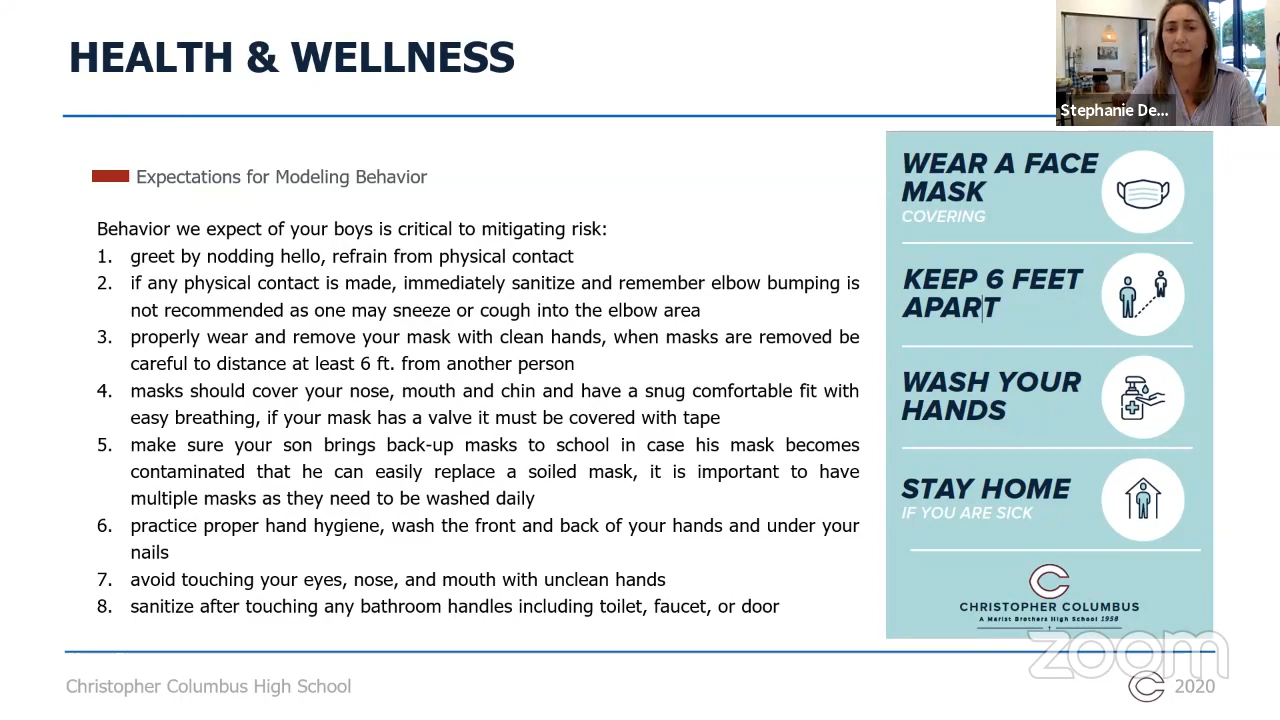 HEALTH & WELLNESS
Stephanie De...
Expectations for Modeling Behavior
Behavior we expect of your boys is critical to mitigating risk:
1. greet by nodding hello, refrain from physical contact
2. if any physical contact is made, immediately sanitize and remember elbow bumping is
not recommended as one may sneeze or cough into the elbow area
3. properly wear and remove your mask with clean hands, when masks are removed be
careful to distance at least 6 ft. from another person
4. masks should cover your nose, mouth and chin and have a snug comfortable fit with
easy breathing, if your mask has a valve it must be covered with tape
5. make sure your son brings back-up masks to school in case his mask becomes
contaminated that he can easily replace a soiled mask, it is important to have
multiple masks as they need to be washed daily
6. practice proper hand hygiene, wash the front and back of your hands and under your
nails
7. avoid touching your eyes, nose, and mouth with unclean hands
8. sanitize after touching any bathroom handles including toilet, faucet, or door
WEAR A FACE
MASK
COVERING
KEEP 6 FEET
APART
WASH YOUR
HANDS
STAY HOME
IF YOU ARE SICK
C
CHRISTOPHER COLUMBUS
A Marist Brothers High School 1958
zoom
Christopher Columbus High School
C 2020